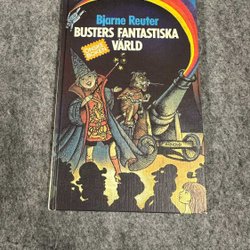 Bjarne Reuter
BUSTERS FANTASTISKA
VÄRLD